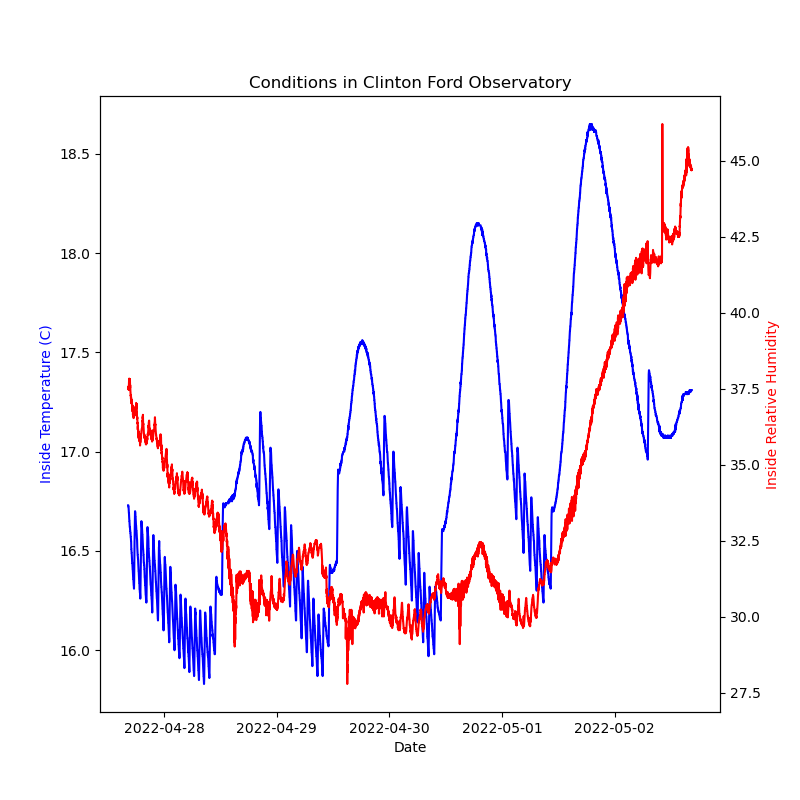 Conditions in Clinton Ford Observatory
Inside Temperature (C)
18.5
18.0
17.5
17.0
16.5
16.0
45.0
42.5
40.0
37.5
35.0
32.5
30.0
27.5
Inside Relative Humidity
2022-04-28 2022-04-29 2022-04-30 2022-05-01 2022-05-02
Date